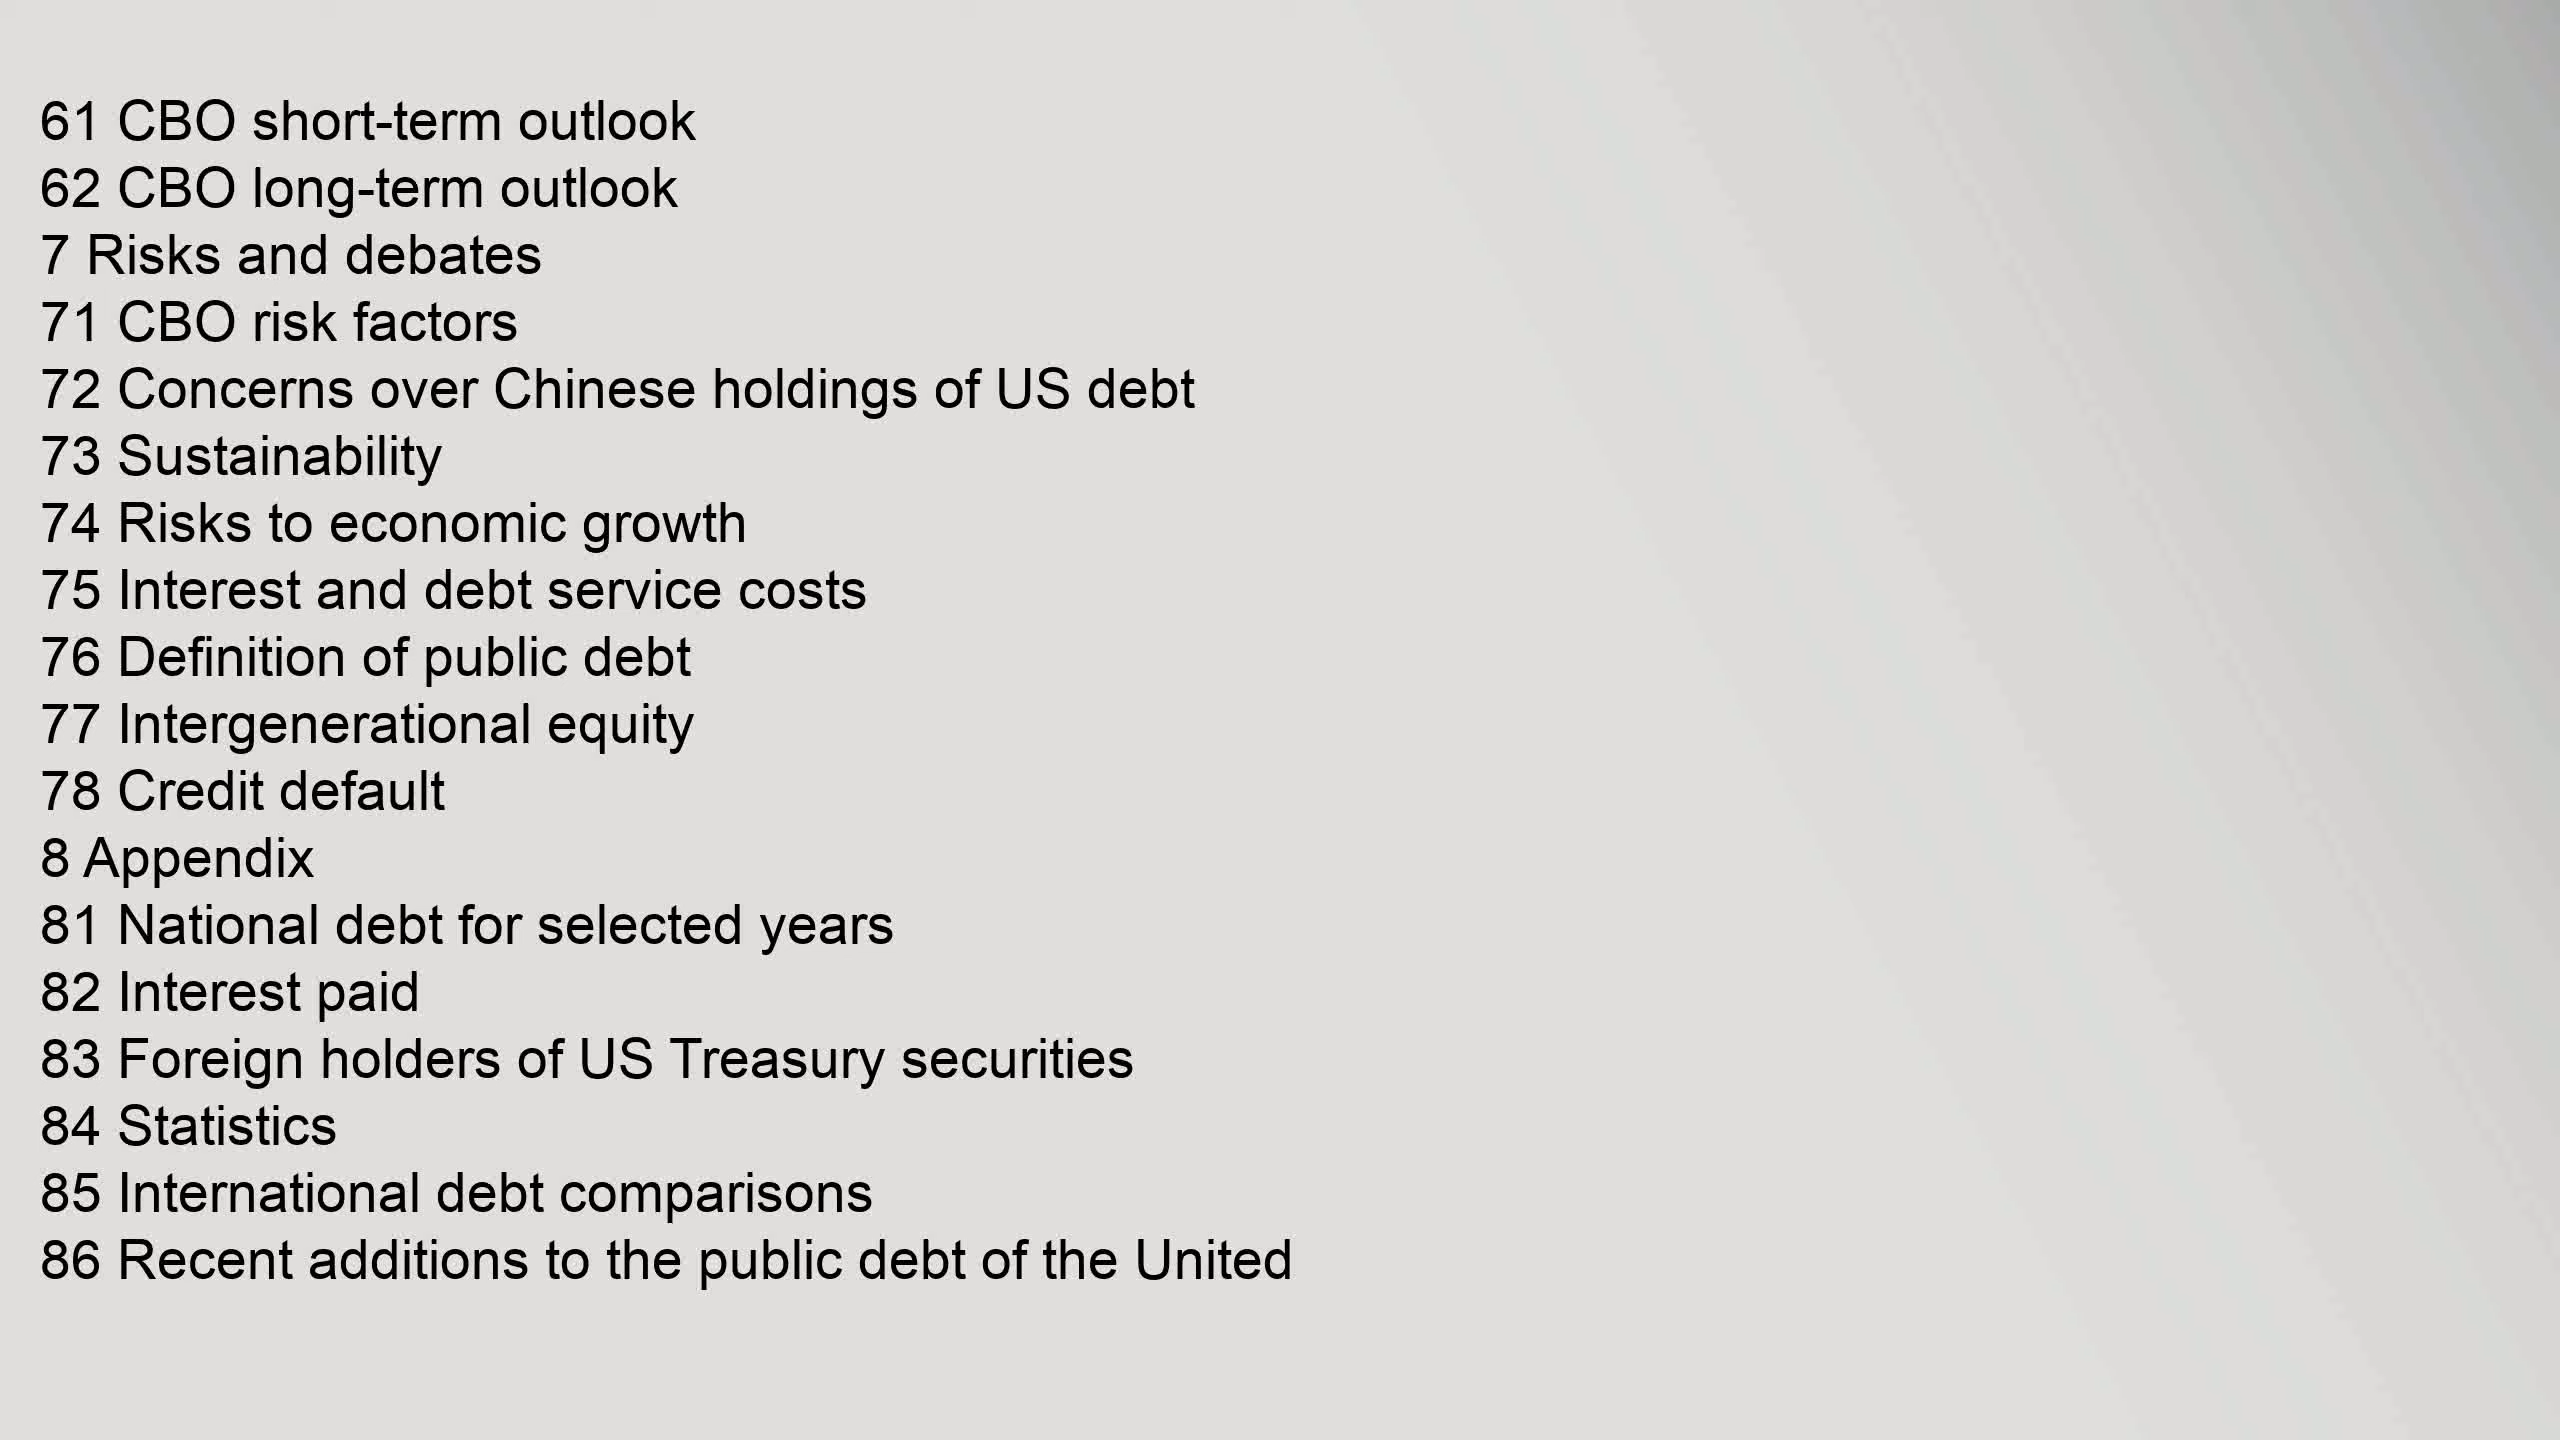 61 CBO short-term outlook
62 CBO long-term outlook
7 Risks and debates
71 CBO risk factors
72 Concerns over Chinese holdings of US debt
73 Sustainability
74 Risks to economic growth
75 Interest and debt service costs
76 Definition of public debt
77 Intergenerational equity
78 Credit default
8 Appendix
81 National debt for selected years
82 Interest paid
83 Foreign holders of US Treasury securities
84 Statistics
85 International debt comparisons
86 Recent additions to the public debt of the United